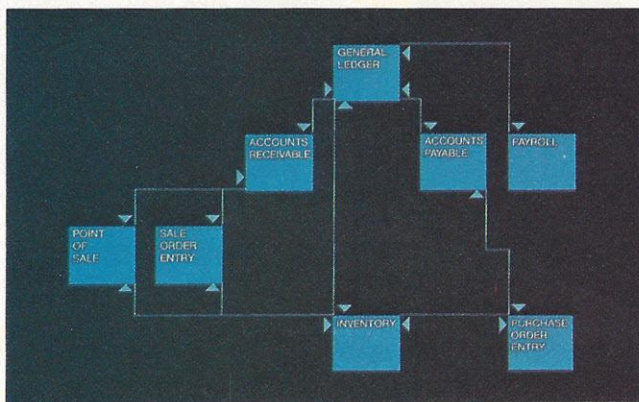 GENERAL
LEDGER
ACCOUNTS
RECEIVABLE
ACCOUNTS
PAYABLE
PAYROLL
POINT
OF
SALE
SALE
ORDER
ENTRY
INVENTORY
PURCHASE
ORDER
ENTRY